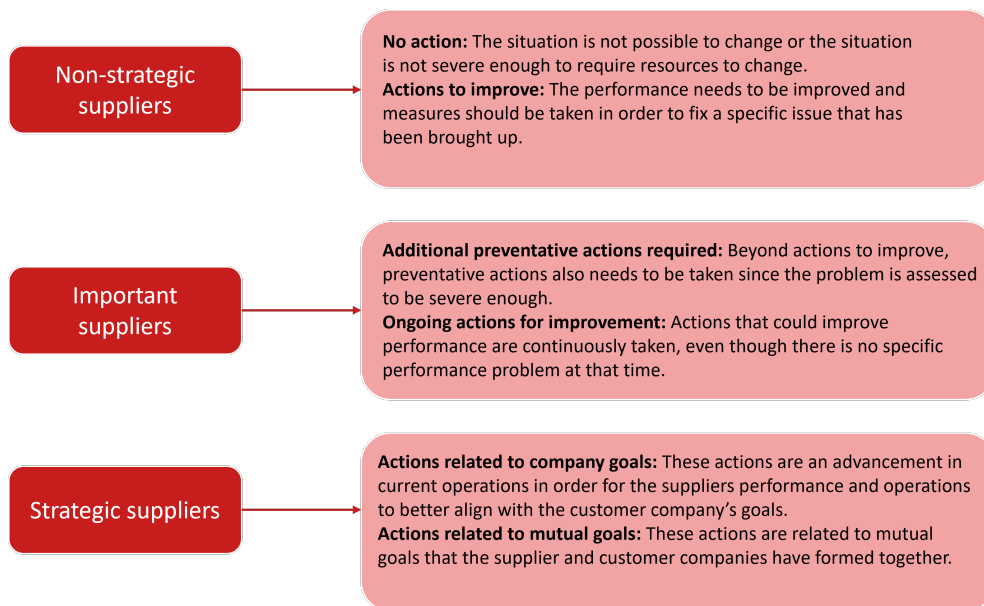 Non-strategic
suppliers
No action: The situation is not possible to change or the situation
is not severe enough to require resources to change.
Actions to improve: The performance needs to be improved and
measures should be taken in order to fix a specific issue that has
been brought up.
Important
suppliers
Additional preventative actions required: Beyond actions to improve,
preventative actions also needs to be taken since the problem is assessed
to be severe enough.
Ongoing actions for improvement: Actions that could improve
performance are continuously taken, even though there is no specific
performance problem at that time.
Strategic suppliers
Actions related to company goals: These actions are an advancement in
current operations in order for the suppliers performance and operations
to better align with the customer company’s goals.
Actions related to mutual goals: These actions are related to mutual
goals that the supplier and customer companies have formed together.